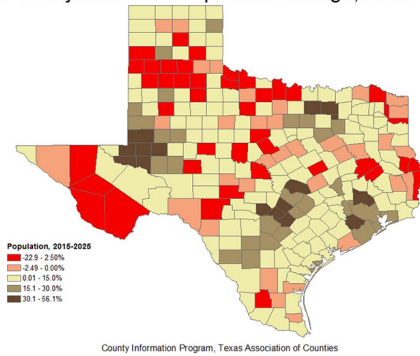 Population, 2015-2025
-22.9 - 2.50%
-2.49 - 0.00%
0.01 - 15.0%
15.1 - 30.0%
30.1 - 56.1%
County Information Program, Texas Association of Counties